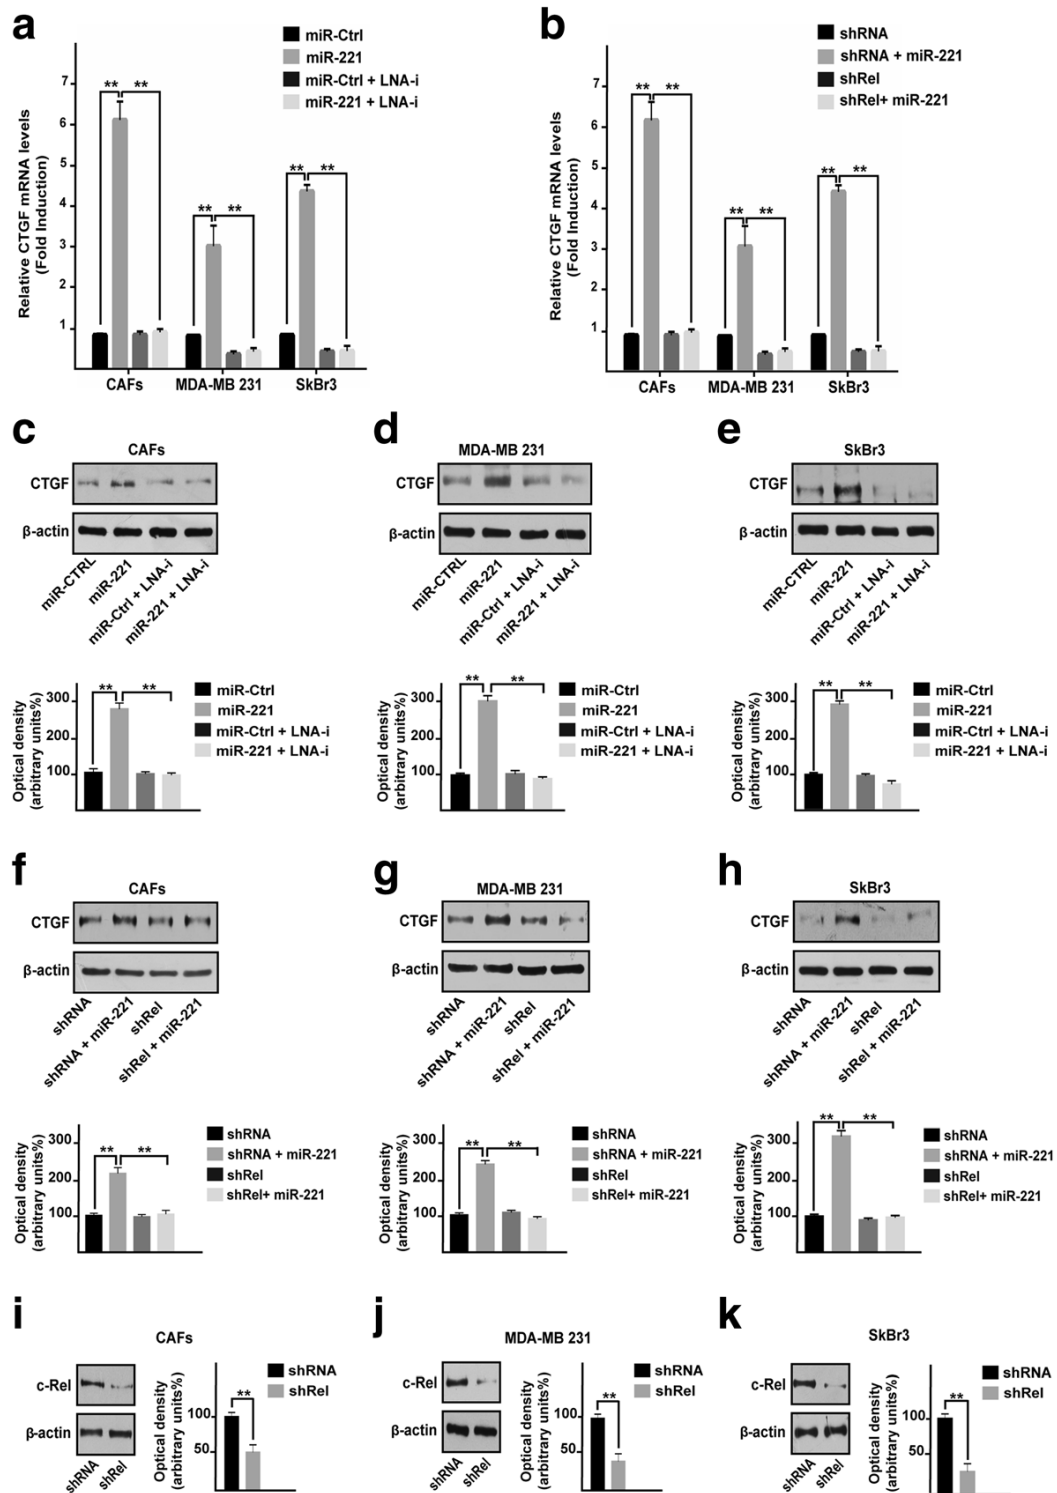 a
miR-Ctrl
miR-221
miR-Ctrl + LNA-i
miR-221 + LNA-i
Relative CTGF mRNA levels
(Fold Induction)
7
6
5
4
3
2
1
** **
** **
** **
CAFs MDA-MB 231 SkBr3
b
shRNA
shRNA + miR-221
shRel
shRel+ miR-221
Relative CTGF mRNA levels
(Fold Induction)
7
6
5
4
3
2
1
** **
** **
** **
CAFs MDA-MB 231 SkBr3
c
CAFs
CTGF
β-actin
miR-CTRL
miR-221
miR-Ctrl + LNA-i
miR-221 + LNA-i
Optical density
(arbitrary units%)
300
200
100
** **
miR-Ctrl
miR-221
miR-Ctrl + LNA-i
miR-221 + LNA-i
d
MDA-MB 231
CTGF
β-actin
miR-CTRL
miR-221
miR-Ctrl + LNA-i
miR-221 + LNA-i
Optical density
(arbitrary units%)
300
200
100
** **
miR-Ctrl
miR-221
miR-Ctrl + LNA-i
miR-221 + LNA-i
e
SkBr3
CTGF
β-actin
miR-CTRL
miR-221
miR-Ctrl + LNA-i
miR-221 + LNA-i
Optical density
(arbitrary units%)
300
200
100
** **
f
CAFs
CTGF
β-actin
shRNA
shRNA + miR-221
shRel
shRel + miR-221
Optical density
(arbitrary units%)
300
200
100
** **
shRNA
shRNA + miR-221
shRel
shRel+ miR-221
g
MDA-MB 231
CTGF
β-actin
shRNA
shRNA + miR-221
shRel
shRel + miR-221
Optical density
(arbitrary units%)
300
200
100
** **
shRNA
shRNA + miR-221
shRel
shRel+ miR-221
h
SkBr3
CTGF
β-actin
shRNA
shRNA + miR-221
shRel
shRel + miR-221
Optical density
(arbitrary units%)
300
200
100
** **
shRNA
shRNA + miR-221
shRel
shRel+ miR-221
i
CAFs
c-Rel
β-actin
shRNA
shRel
Optical density
(arbitrary units%)
100
50
**
shRNA
shRel
j
MDA-MB 231
c-Rel
β-actin
shRNA
shRel
Optical density
(arbitrary units%)
100
50
**
shRNA
shRel
k
SkBr3
c-Rel
β-actin
shRNA
shRel
Optical density
(arbitrary units%)
100
50
**
shRNA
shRel